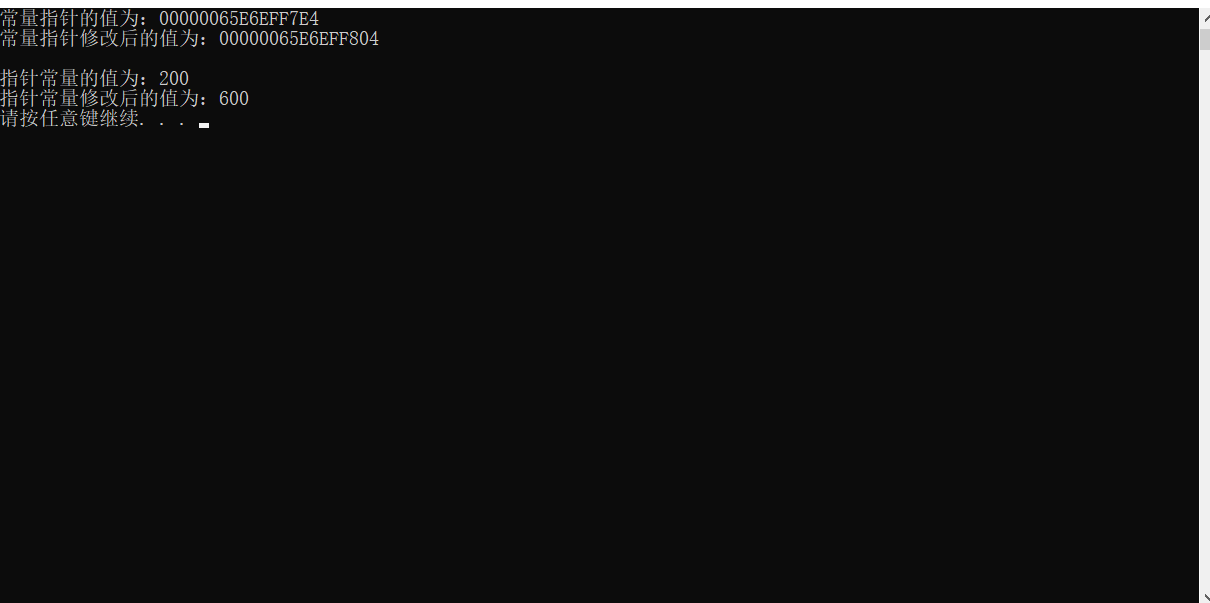 常量指针的值为：00000065E6EFF7E4
常量指针修改后的值为：00000065E6EFF804
指针常量的值为：200
指针常量修改后的值为：600
请按任意键继续. . .